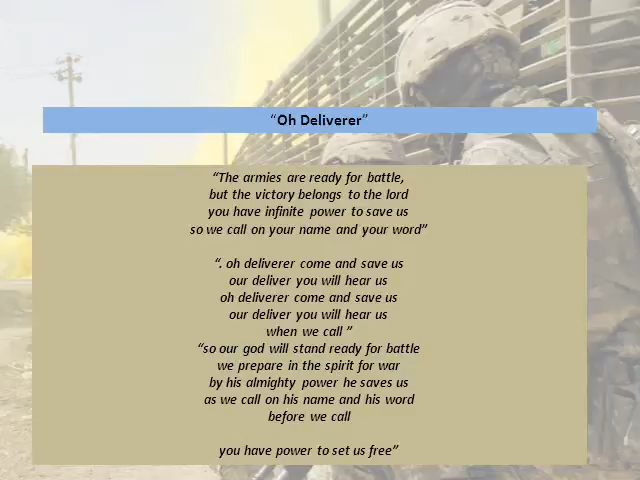 “Oh Deliverer”
“The armies are ready for battle,
but the victory belongs to the lord
you have infinite power to save us
so we call on your name and your word”
“. oh deliverer come and save us
our deliver you will hear us
oh deliverer come and save us
our deliver you will hear us
when we call ”
“so our god will stand ready for battle
we prepare in the spirit for war
by his almighty power he saves us
as we call on his name and his word
before we call
you have power to set us free”